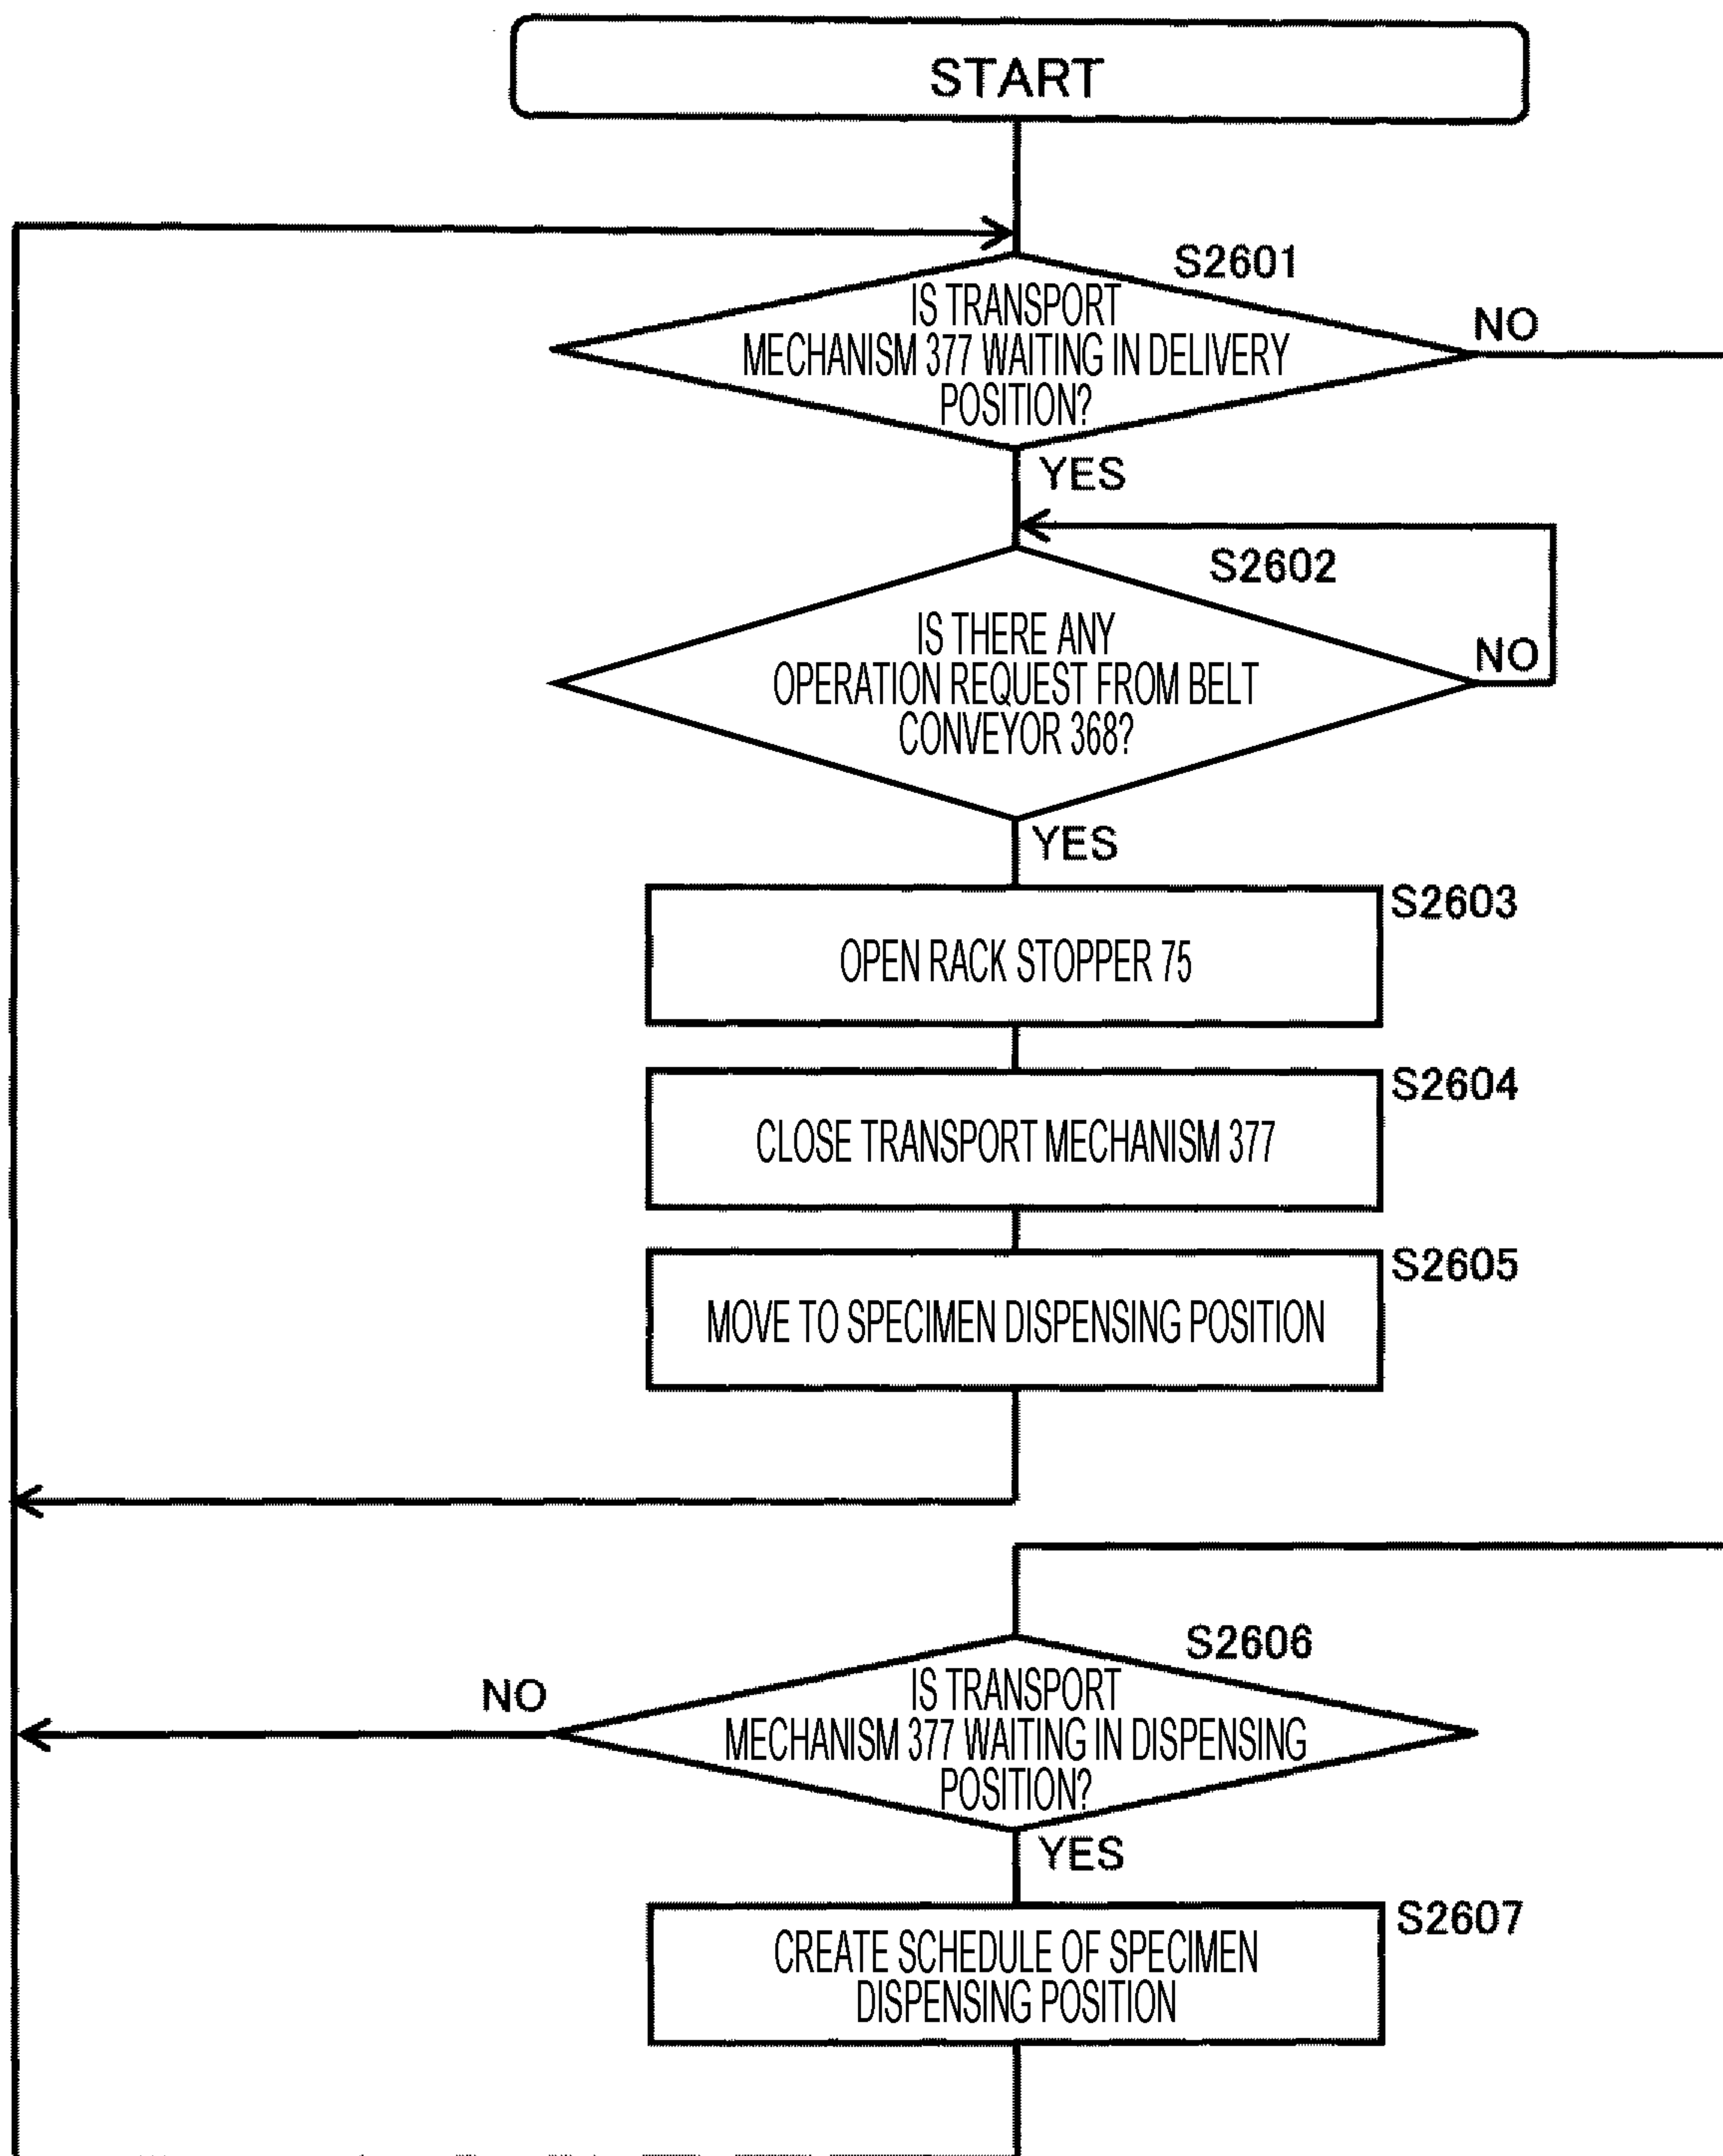 START
S2601
IS TRANSPORT
MECHANISM 377 WAITING IN DELIVERY
POSITION?
NO
YES
S2602
IS THERE ANY
OPERATION REQUEST FROM BELT
CONVEYOR 368?
NO
YES
S2603
OPEN RACK STOPPER 75
S2604
CLOSE TRANSPORT MECHANISM 377
S2605
MOVE TO SPECIMEN DISPENSING POSITION
S2606
NO
IS TRANSPORT
MECHANISM 377 WAITING IN DISPENSING
POSITION?
YES
S2607
CREATE SCHEDULE OF SPECIMEN
DISPENSING POSITION